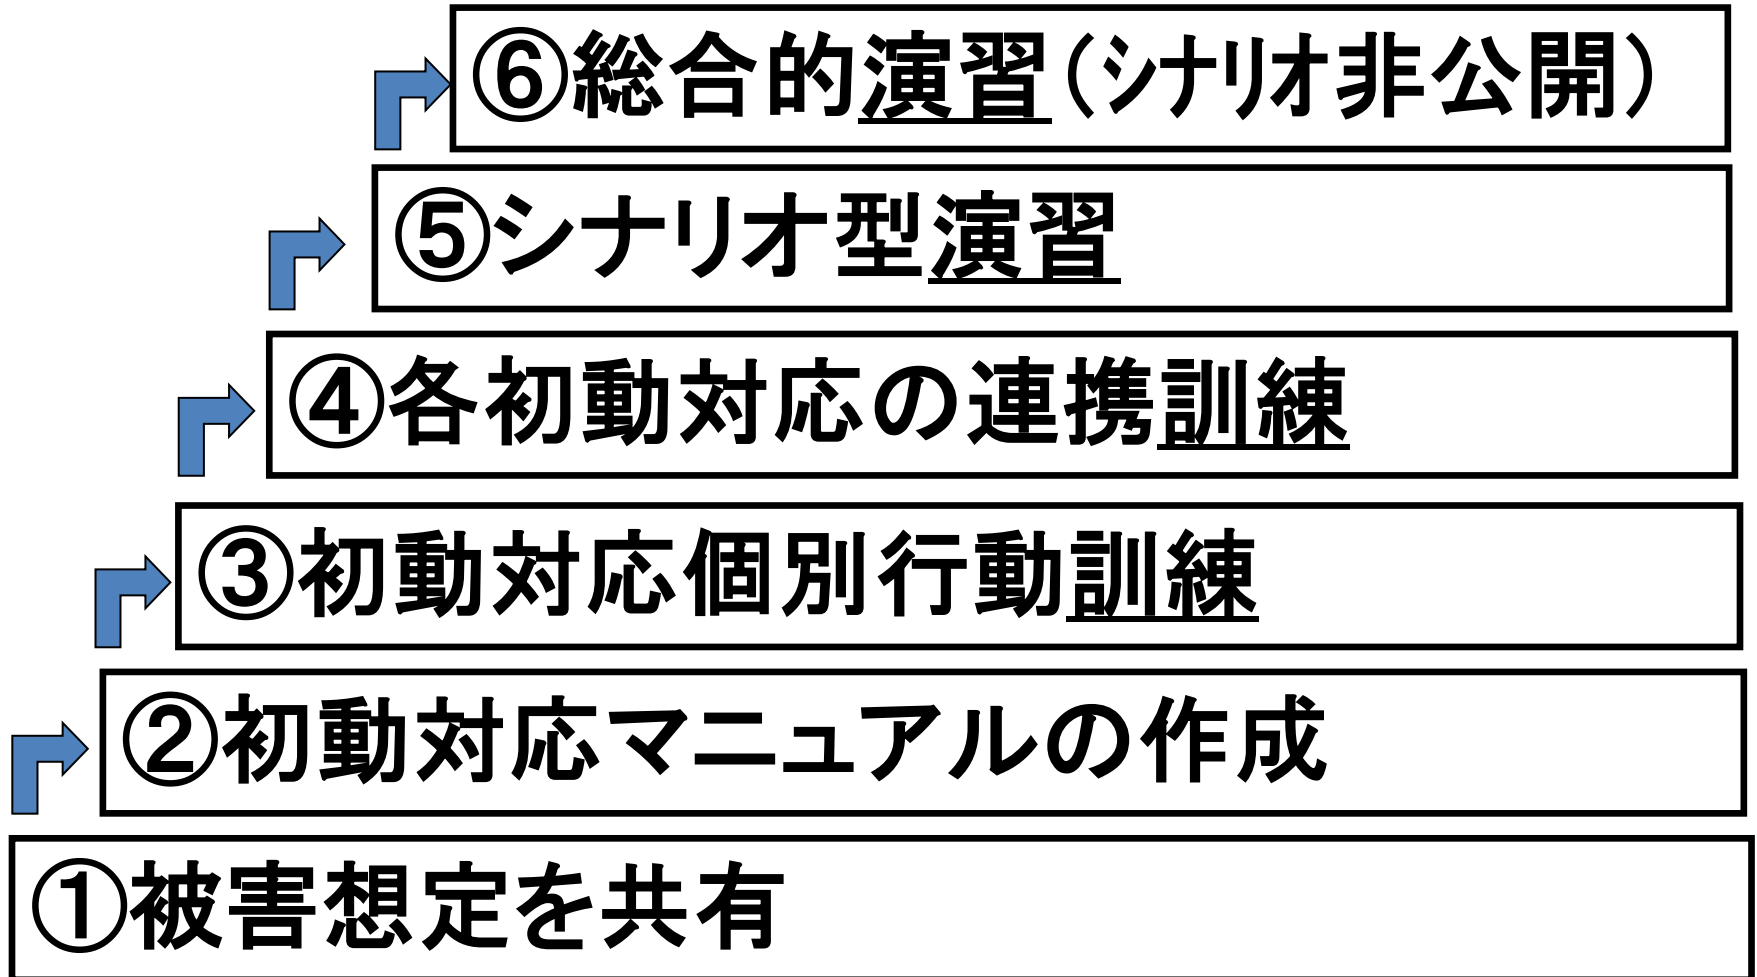 ⑥総合的演習（シナリオ非公開）
⑤シナリオ型演習
④各初動対応の連携訓練
③初動対応個別行動訓練
②初動対応マニュアルの作成
①被害想定を共有